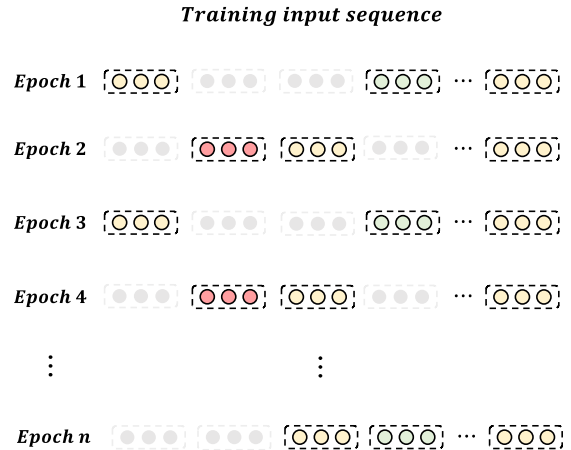 Training input sequence
Epoch 1 ...
Epoch 2 ...
Epoch 3 ...
Epoch 4 ...
Epoch n ...